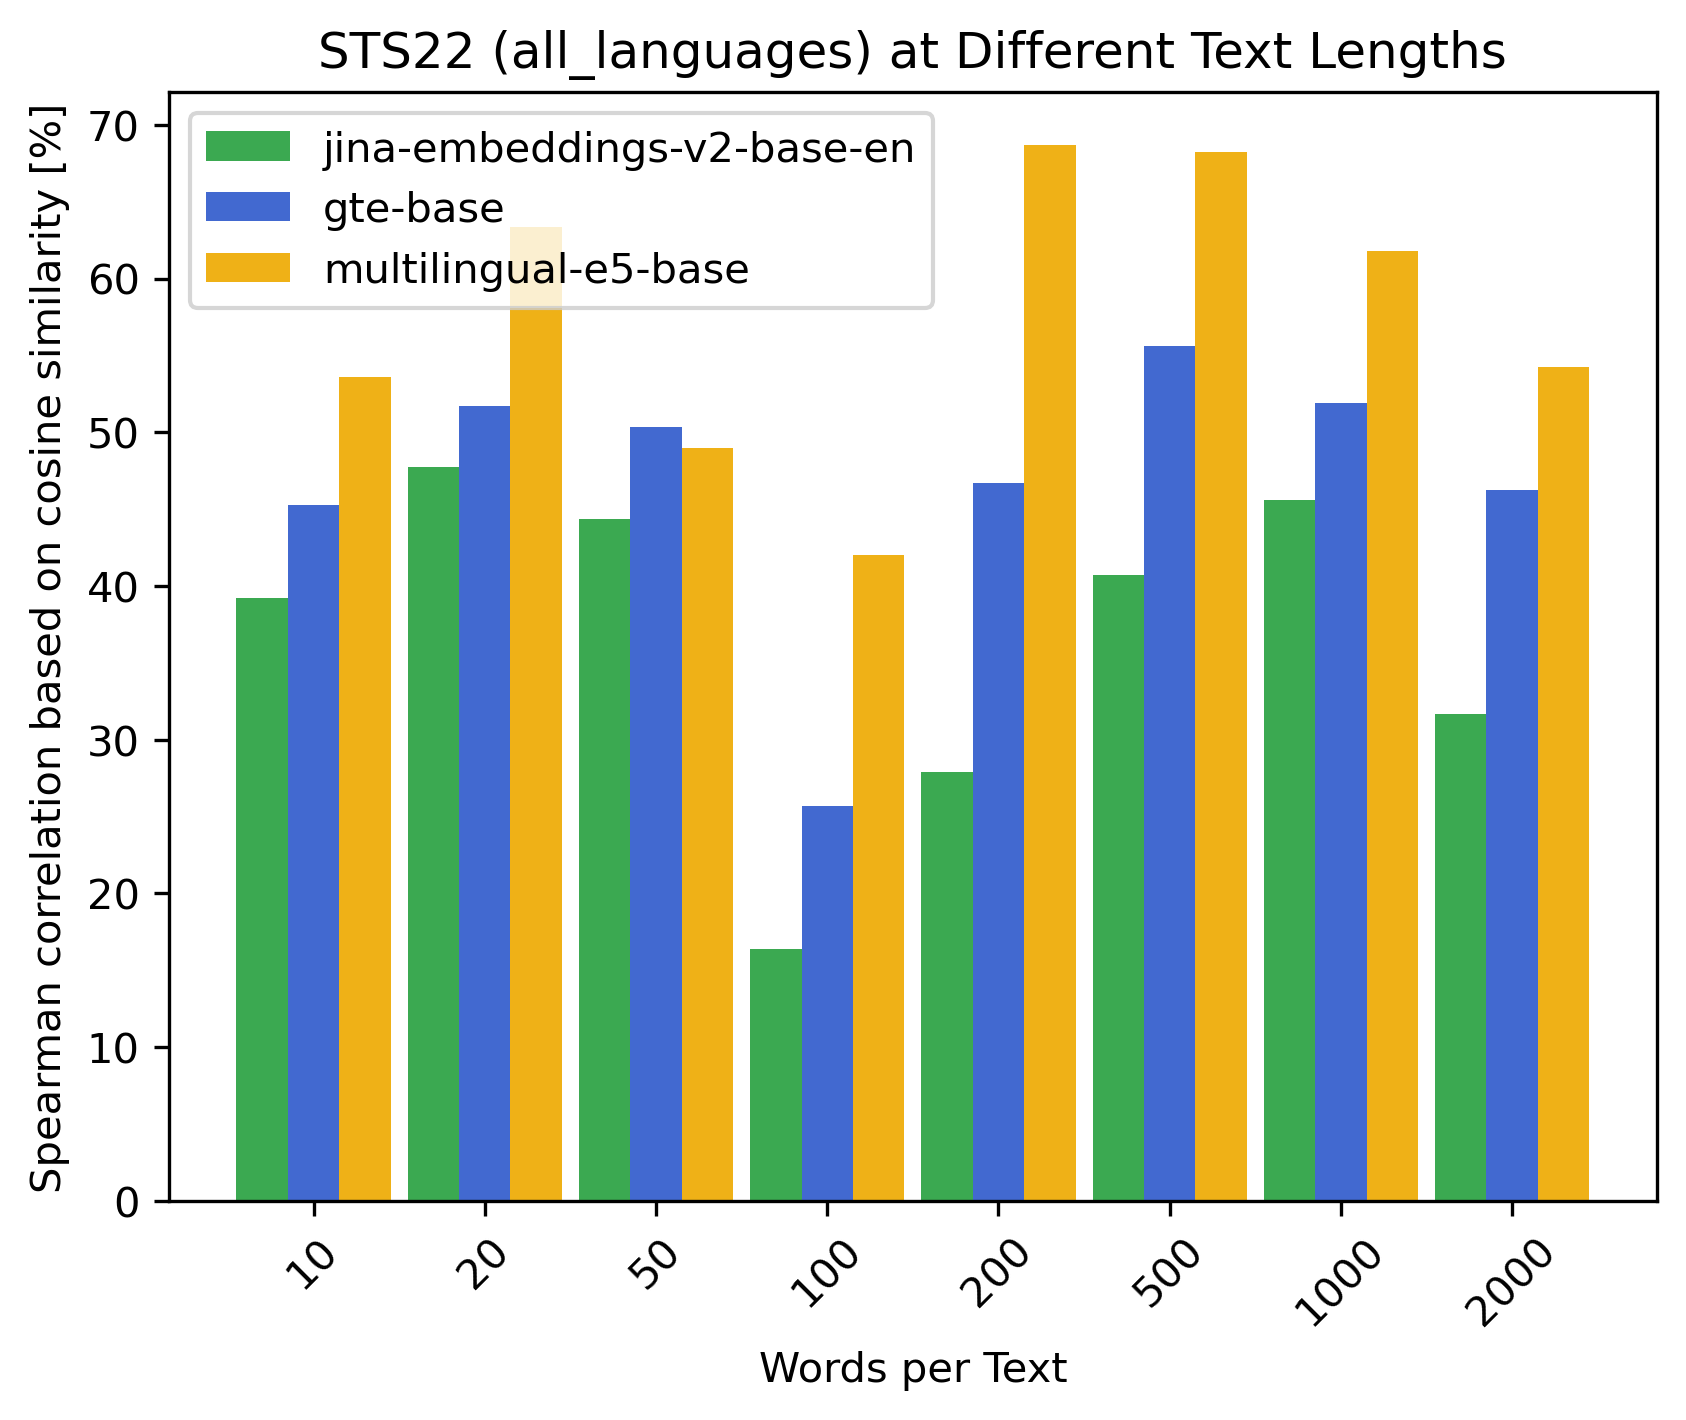 STS22 (all_languages) at Different Text Lengths
Spearman correlation based on cosine similarity [%]
70
60
50
40
30
20
10
0
jina-embeddings-v2-base-en
gte-base
multilingual-e5-base
10
20
50
100
200
500
1000
2000
Words per Text